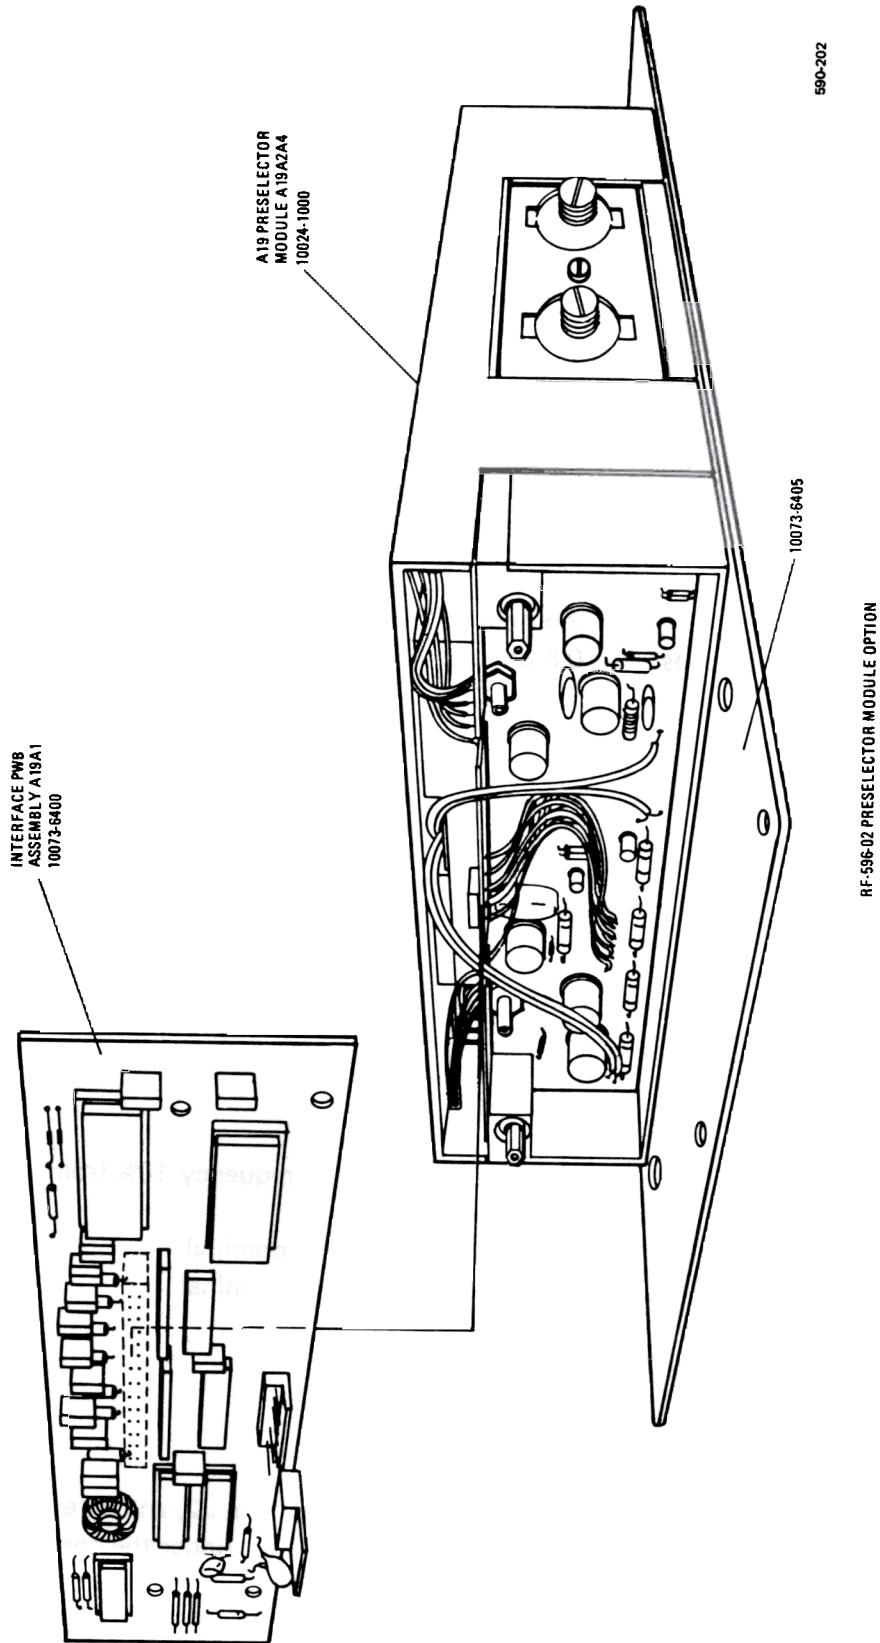 INTERFACE PWB
ASSEMBLY A19A1
10073-6400
A19 PRESELECTOR
MODULE A19A2A4
10024-1000
10073-6405
590-202
RF-596-02 PRESELECTOR MODULE OPTION